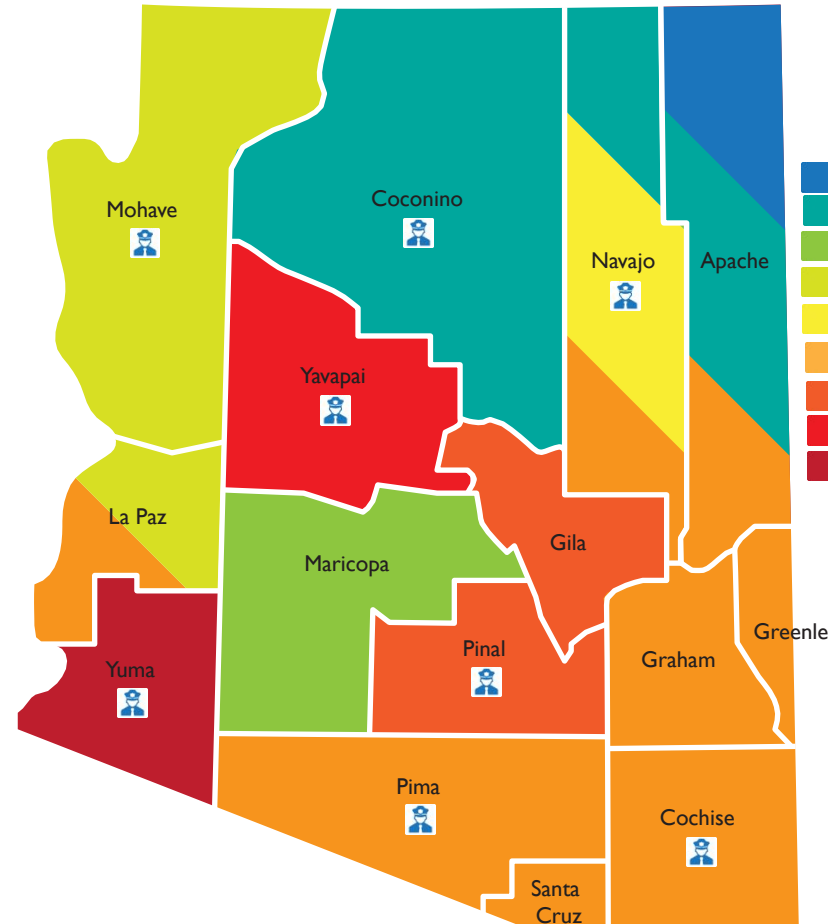 Mohave
Coconino
Navajo
Apache
Yavapai
La Paz
Maricopa
Gila
Yuma
Pinal
Graham
Greenle
Pima
Cochise
Santa
Cruz